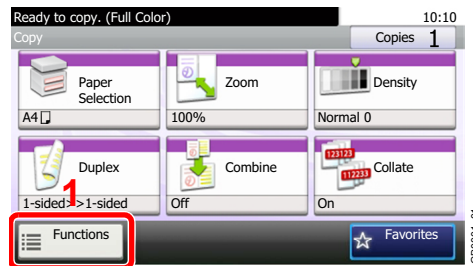 Ready to copy. (Full Color) 10:10
Copy Copies 1
Paper Selection Zoom Density
A4 100% Normal 0
Duplex Combine Collate
1-sided>>1-sided Off On
1
Functions Favorites
123123
112233